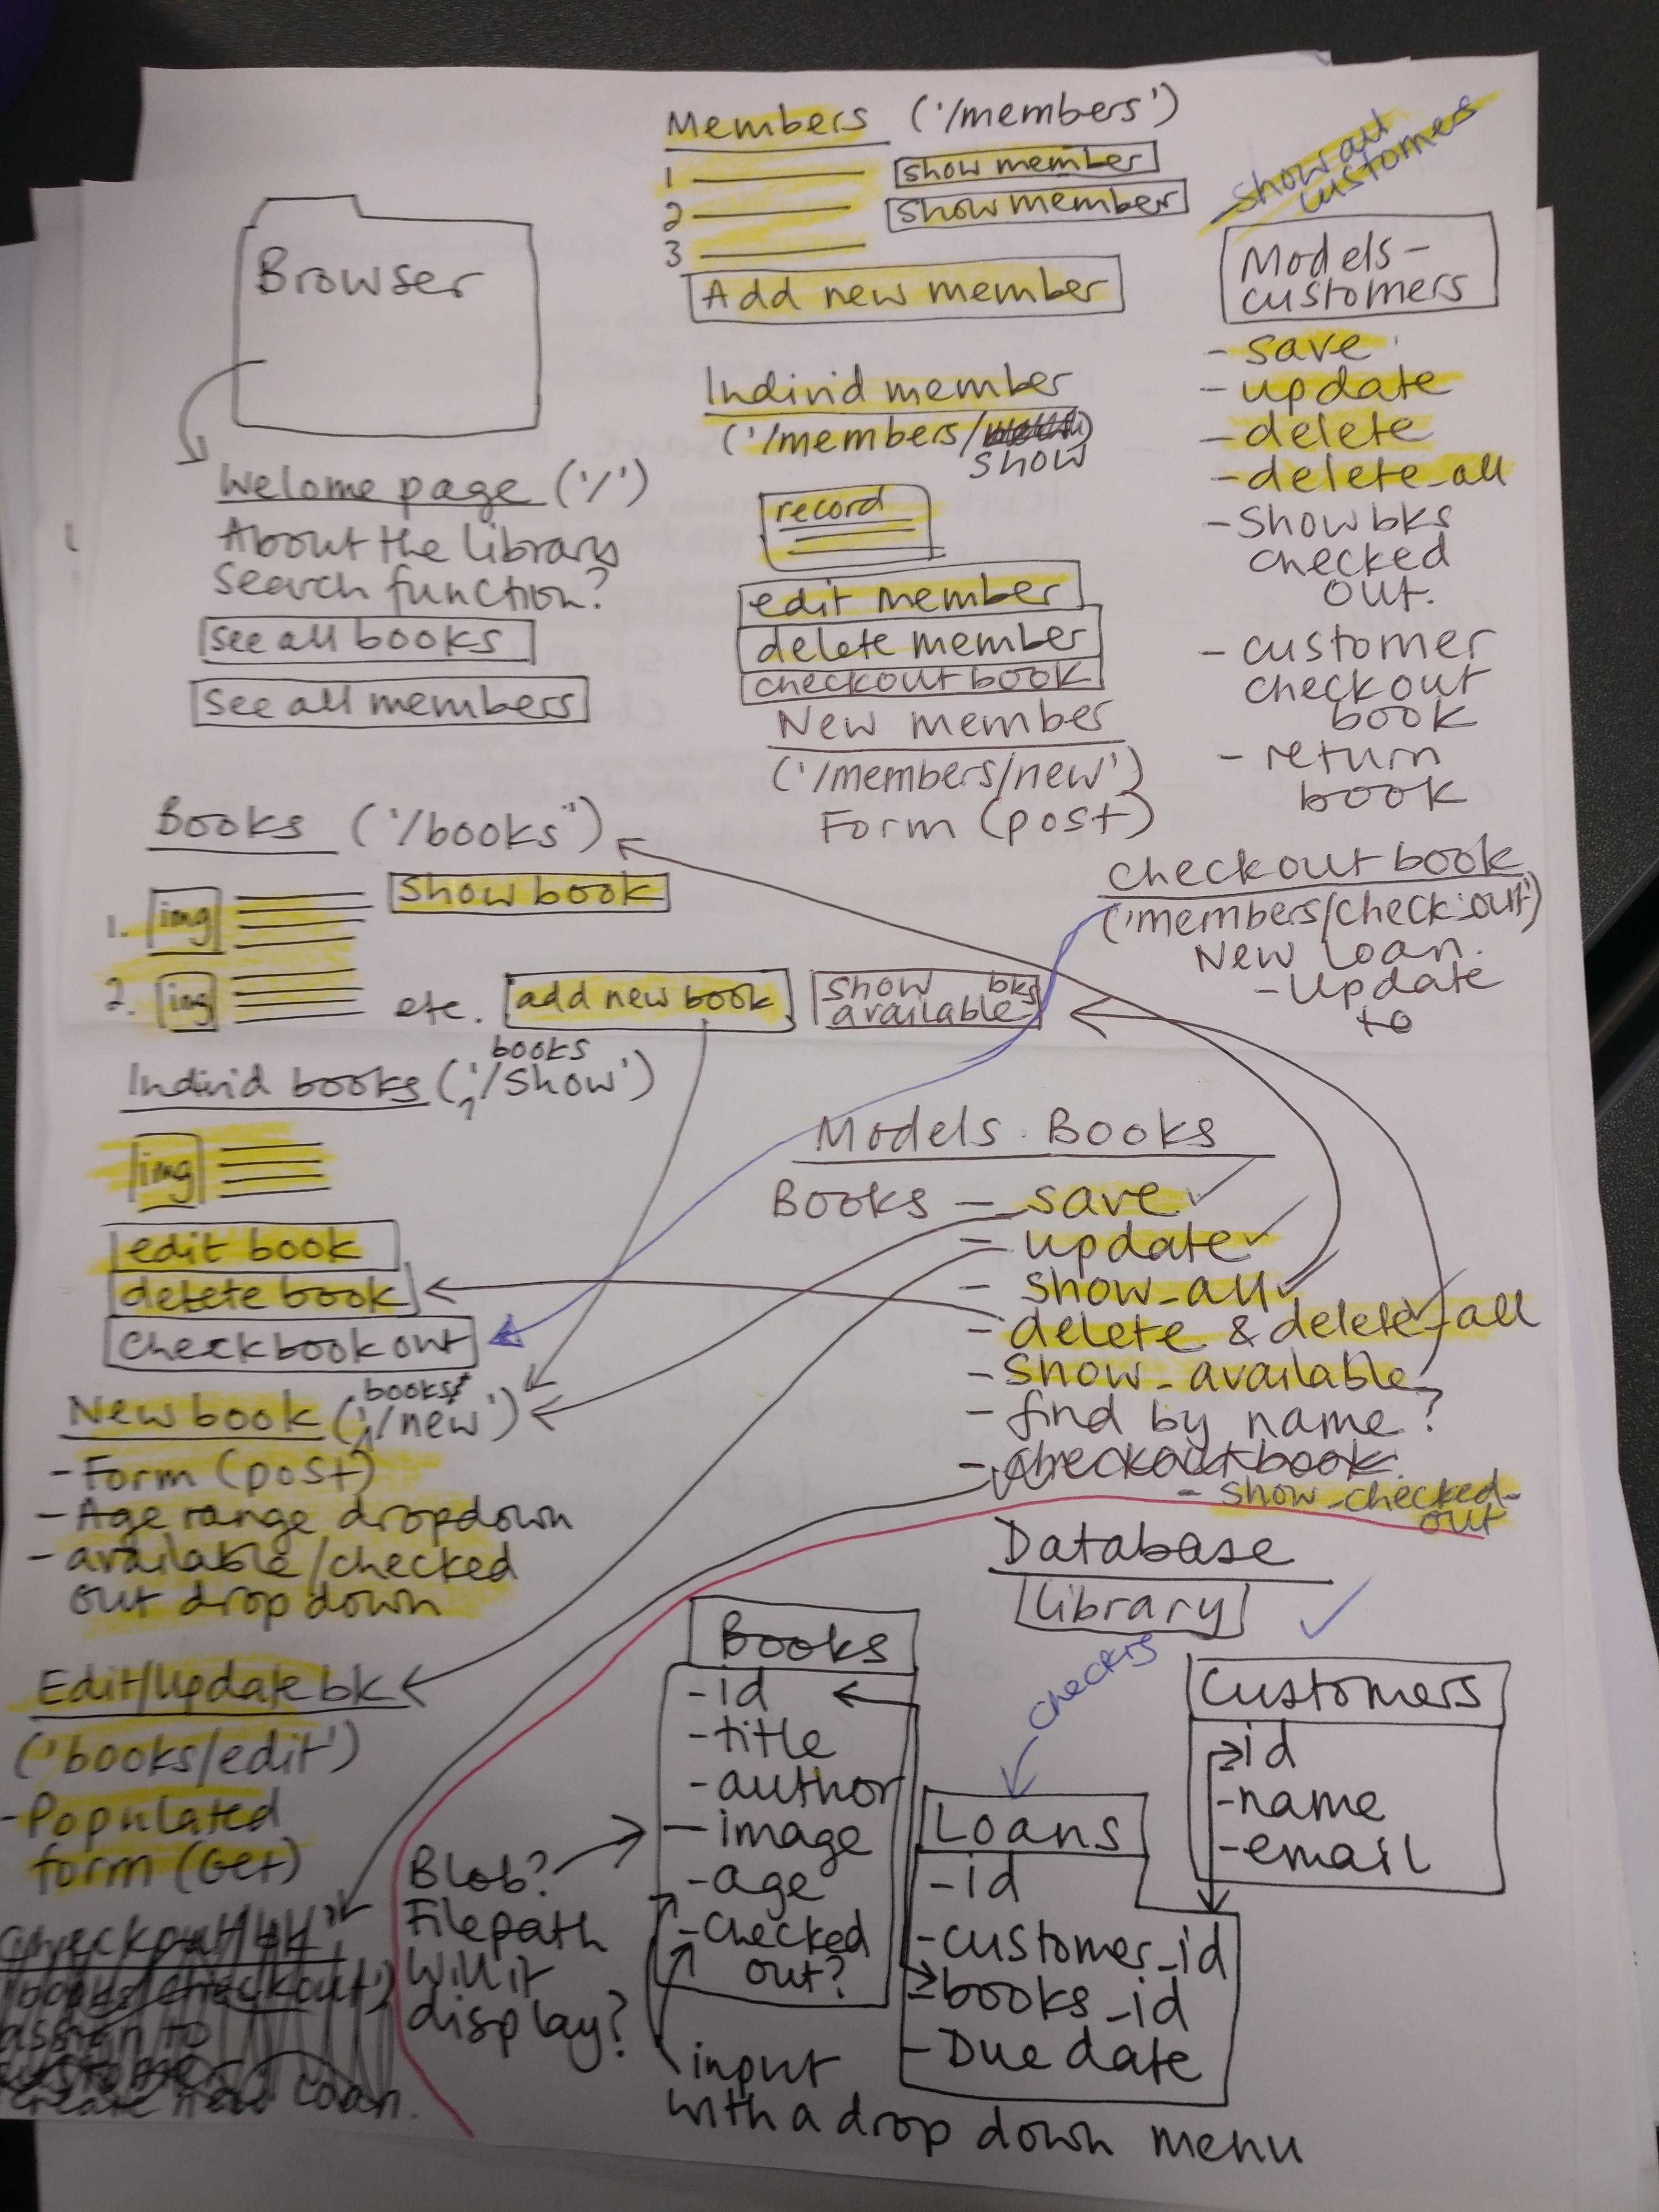 Members ('/members')
1 show member
2 show member
3
Add new member
show all
customers
Models -
customers
- save
- update
- delete
- delete_all
- Show bks
checked
out.
- customer
check out
book
- return
book
Browser
Welome page ('/')
About the library
Search function?
see all books
See all members
Individ member
('/members/
show
record
edit member
delete member
checkout book
New member
('/members/new')
Form (post)
Books ('/books')
1. img Show book
2. img etc. add new book show bks
available
checkout book
('members/check out')
New Loan.
- update
to
books
Individ books ('/show')
img
edit book
delete book
Check book out
books
New book ('/new')
- Form (post)
- Age range dropdown
- available/checked
out drop down
Edit/update bk
('books/edit')
- Populated
form (Get)
checkout bk
books/checkout')
assign to
customer
create new loan.
Models. Books
Books - save
- update
- show_all
- delete & delete_all
- Show_available
- find by name?
- checkout book.
- show_checked_
out
Database
Library
Books
- id
- title
- author
- image
- age
- checked
out?
Blob?
Filepath
will it
display?
input
with a drop down menu
Loans
- id
- customer_id
- books_id
- Due date
Customers
- id
- name
- email